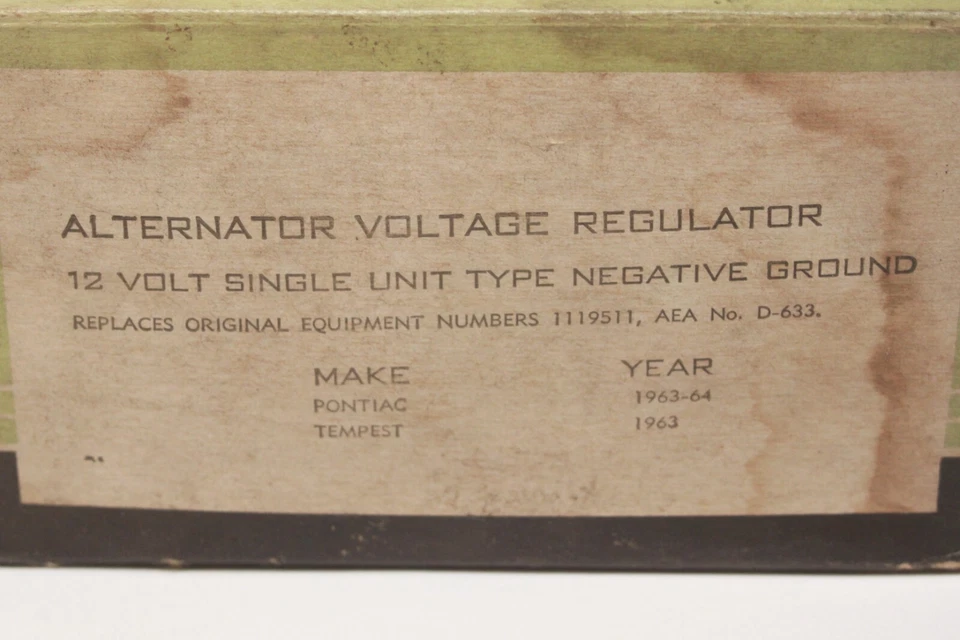 ALTERNATOR VOLTAGE REGULATOR
12 VOLT SINGLE UNIT TYPE NEGATIVE GROUND
REPLACES ORIGINAL EQUIPMENT NUMBERS 1119511, AEA No. D-633.
MAKE YEAR
PONTIAC 1963-64
TEMPEST 1963